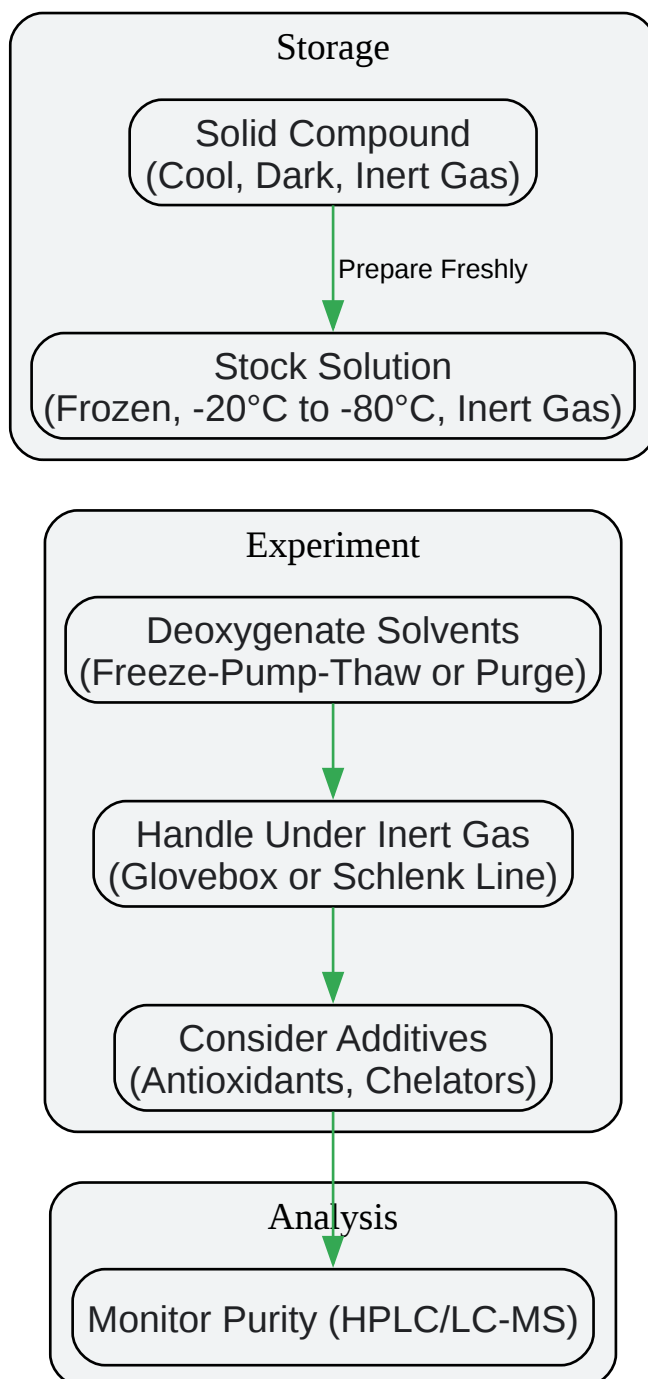 Storage
Solid Compound
(Cool, Dark, Inert Gas)
Prepare Freshly
Stock Solution
(Frozen, -20°C to -80°C, Inert Gas)
Experiment
Deoxygenate Solvents
(Freeze-Pump-Thaw or Purge)
Handle Under Inert Gas
(Glovebox or Schlenk Line)
Consider Additives
(Antioxidants, Chelators)
Analysis
Monitor Purity (HPLC/LC-MS)